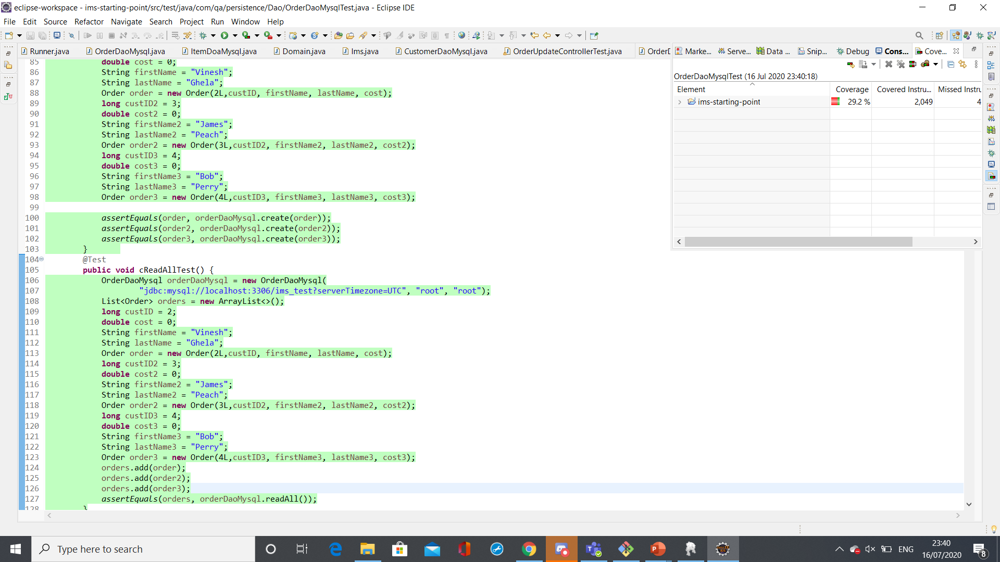 eclipse-workspace - ims-starting-point/src/test/java/com/qa/persistence/Dao/OrderDaoMysqlTest.java - Eclipse IDE
File Edit Source Refactor Navigate Search Project Run Window Help
Runner.java OrderDaoMysql.java ItemDoaMysql.java Domain.java Ims.java CustomerDaoMysql.java OrderUpdateControllerTest.java OrderD Marke... Serve... Data ... Snip... Debug Cons... Cove...
OrderDaoMysqlTest (16 Jul 2020 23:40:18)
Element Coverage Covered Instru... Missed Instru
ims-starting-point 29.2 % 2,049 4
85 double cost = 0;
86 String firstName = "Vinesh";
87 String lastName = "Ghela";
88 Order order = new Order(2L,custID, firstName, lastName, cost);
89 long custID2 = 3;
90 double cost2 = 0;
91 String firstName2 = "James";
92 String lastName2 = "Peach";
93 Order order2 = new Order(3L,custID2, firstName2, lastName2, cost2);
94 long custID3 = 4;
95 double cost3 = 0;
96 String firstName3 = "Bob";
97 String lastName3 = "Perry";
98 Order order3 = new Order(4L,custID3, firstName3, lastName3, cost3);
99
100 assertEquals(order, orderDaoMysql.create(order));
101 assertEquals(order2, orderDaoMysql.create(order2));
102 assertEquals(order3, orderDaoMysql.create(order3));
103 }
104 @Test
105 public void cReadAllTest() {
106 OrderDaoMysql orderDaoMysql = new OrderDaoMysql(
107 "jdbc:mysql://localhost:3306/ims_test?serverTimezone=UTC", "root", "root");
108 List<Order> orders = new ArrayList<>();
109 long custID = 2;
110 double cost = 0;
111 String firstName = "Vinesh";
112 String lastName = "Ghela";
113 Order order = new Order(2L,custID, firstName, lastName, cost);
114 long custID2 = 3;
115 double cost2 = 0;
116 String firstName2 = "James";
117 String lastName2 = "Peach";
118 Order order2 = new Order(3L,custID2, firstName2, lastName2, cost2);
119 long custID3 = 4;
120 double cost3 = 0;
121 String firstName3 = "Bob";
122 String lastName3 = "Perry";
123 Order order3 = new Order(4L,custID3, firstName3, lastName3, cost3);
124 orders.add(order);
125 orders.add(order2);
126 orders.add(order3);
127 assertEquals(orders, orderDaoMysql.readAll());
128 }
Type here to search
ENG
23:40
16/07/2020
8